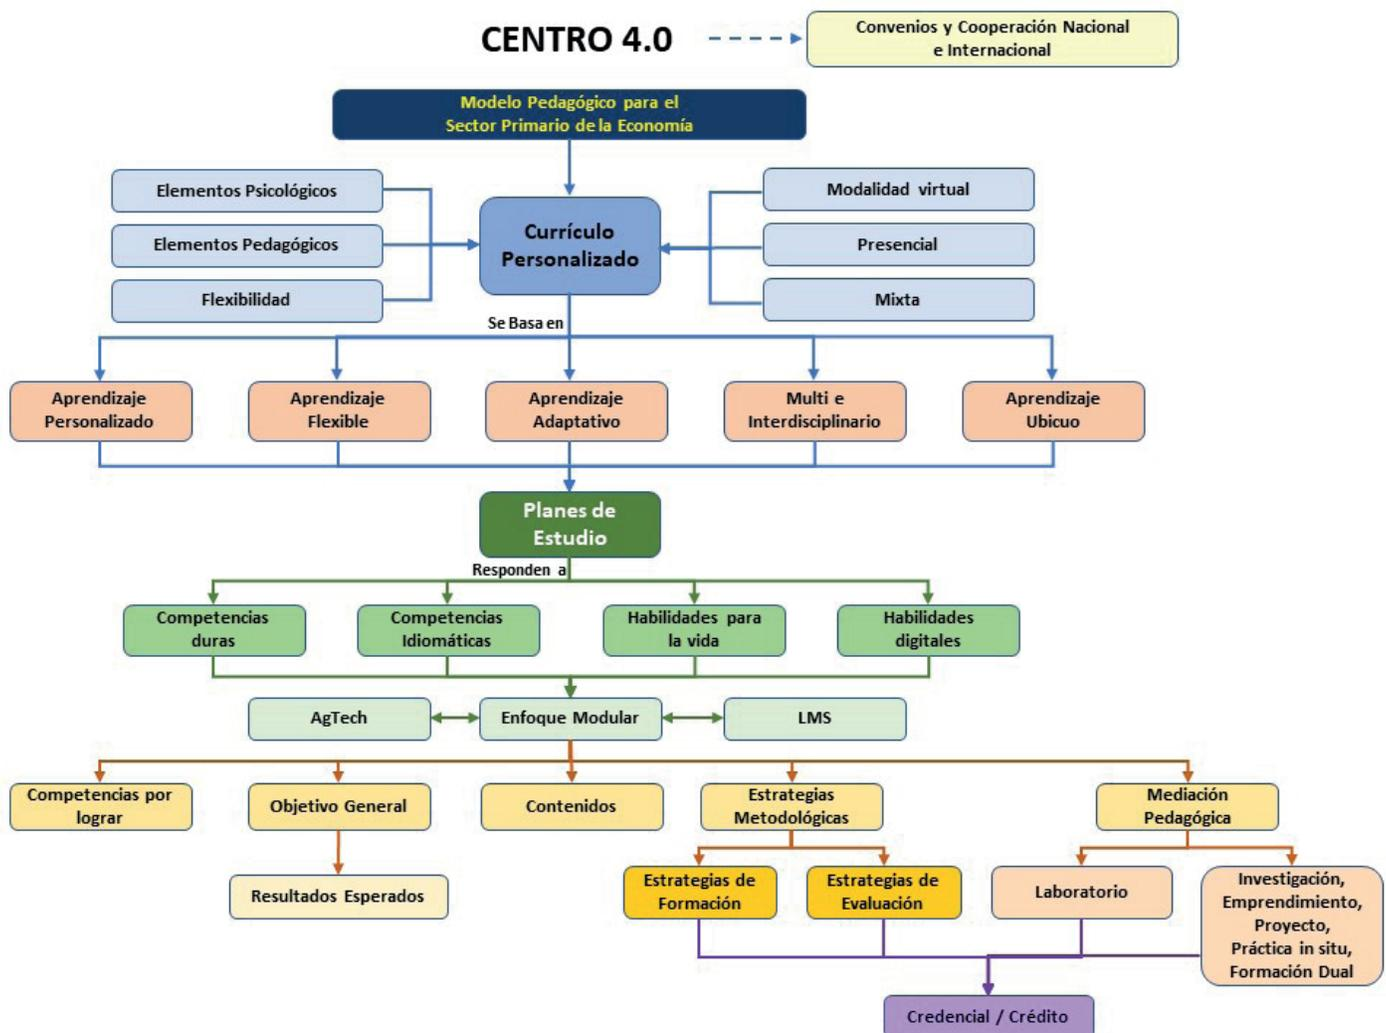 CENTRO 4.0
Convenios y Cooperación Nacional
e Internacional
Modelo Pedagógico para el
Sector Primario de la Economía
Elementos Psicológicos
Elementos Pedagógicos
Flexibilidad
Currículo
Personalizado
Modalidad virtual
Presencial
Mixta
Se Basa en
Aprendizaje
Personalizado
Aprendizaje
Flexible
Aprendizaje
Adaptativo
Multi e
Interdisciplinario
Aprendizaje
Ubicuo
Planes de
Estudio
Responden a
Competencias
duras
Competencias
Idiomáticas
Habilidades para
la vida
Habilidades
digitales
AgTech
Enfoque Modular
LMS
Competencias por
lograr
Objetivo General
Contenidos
Estrategias
Metodológicas
Mediación
Pedagógica
Resultados Esperados
Estrategias de
Formación
Estrategias de
Evaluación
Laboratorio
Investigación,
Emprendimiento,
Proyecto,
Práctica in situ,
Formación Dual
Credencial / Crédito